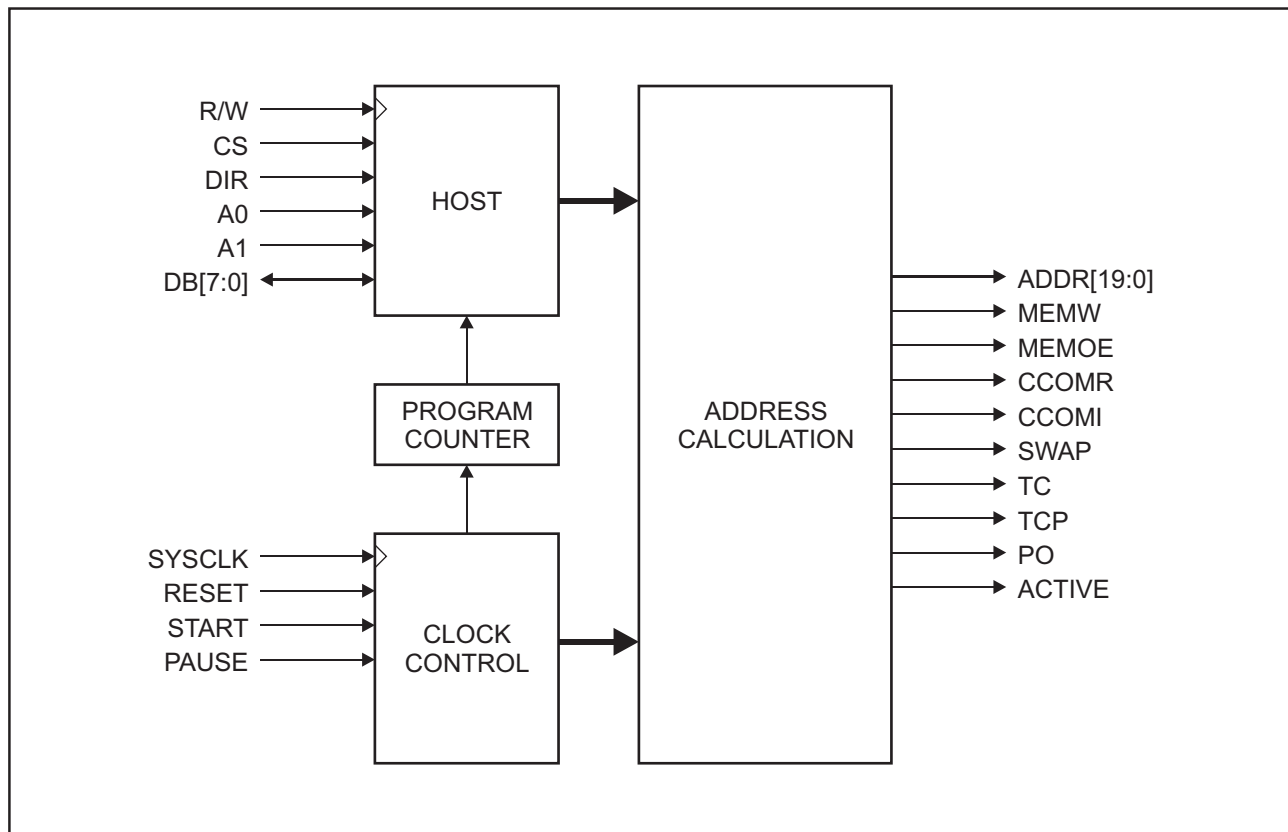 R/W
CS
DIR
A0
A1
DB[7:0]
HOST
PROGRAM
COUNTER
SYSCLK
RESET
START
PAUSE
CLOCK
CONTROL
ADDRESS
CALCULATION
ADDR[19:0]
MEMW
MEMOE
CCOMR
CCOMI
SWAP
TC
TCP
PO
ACTIVE